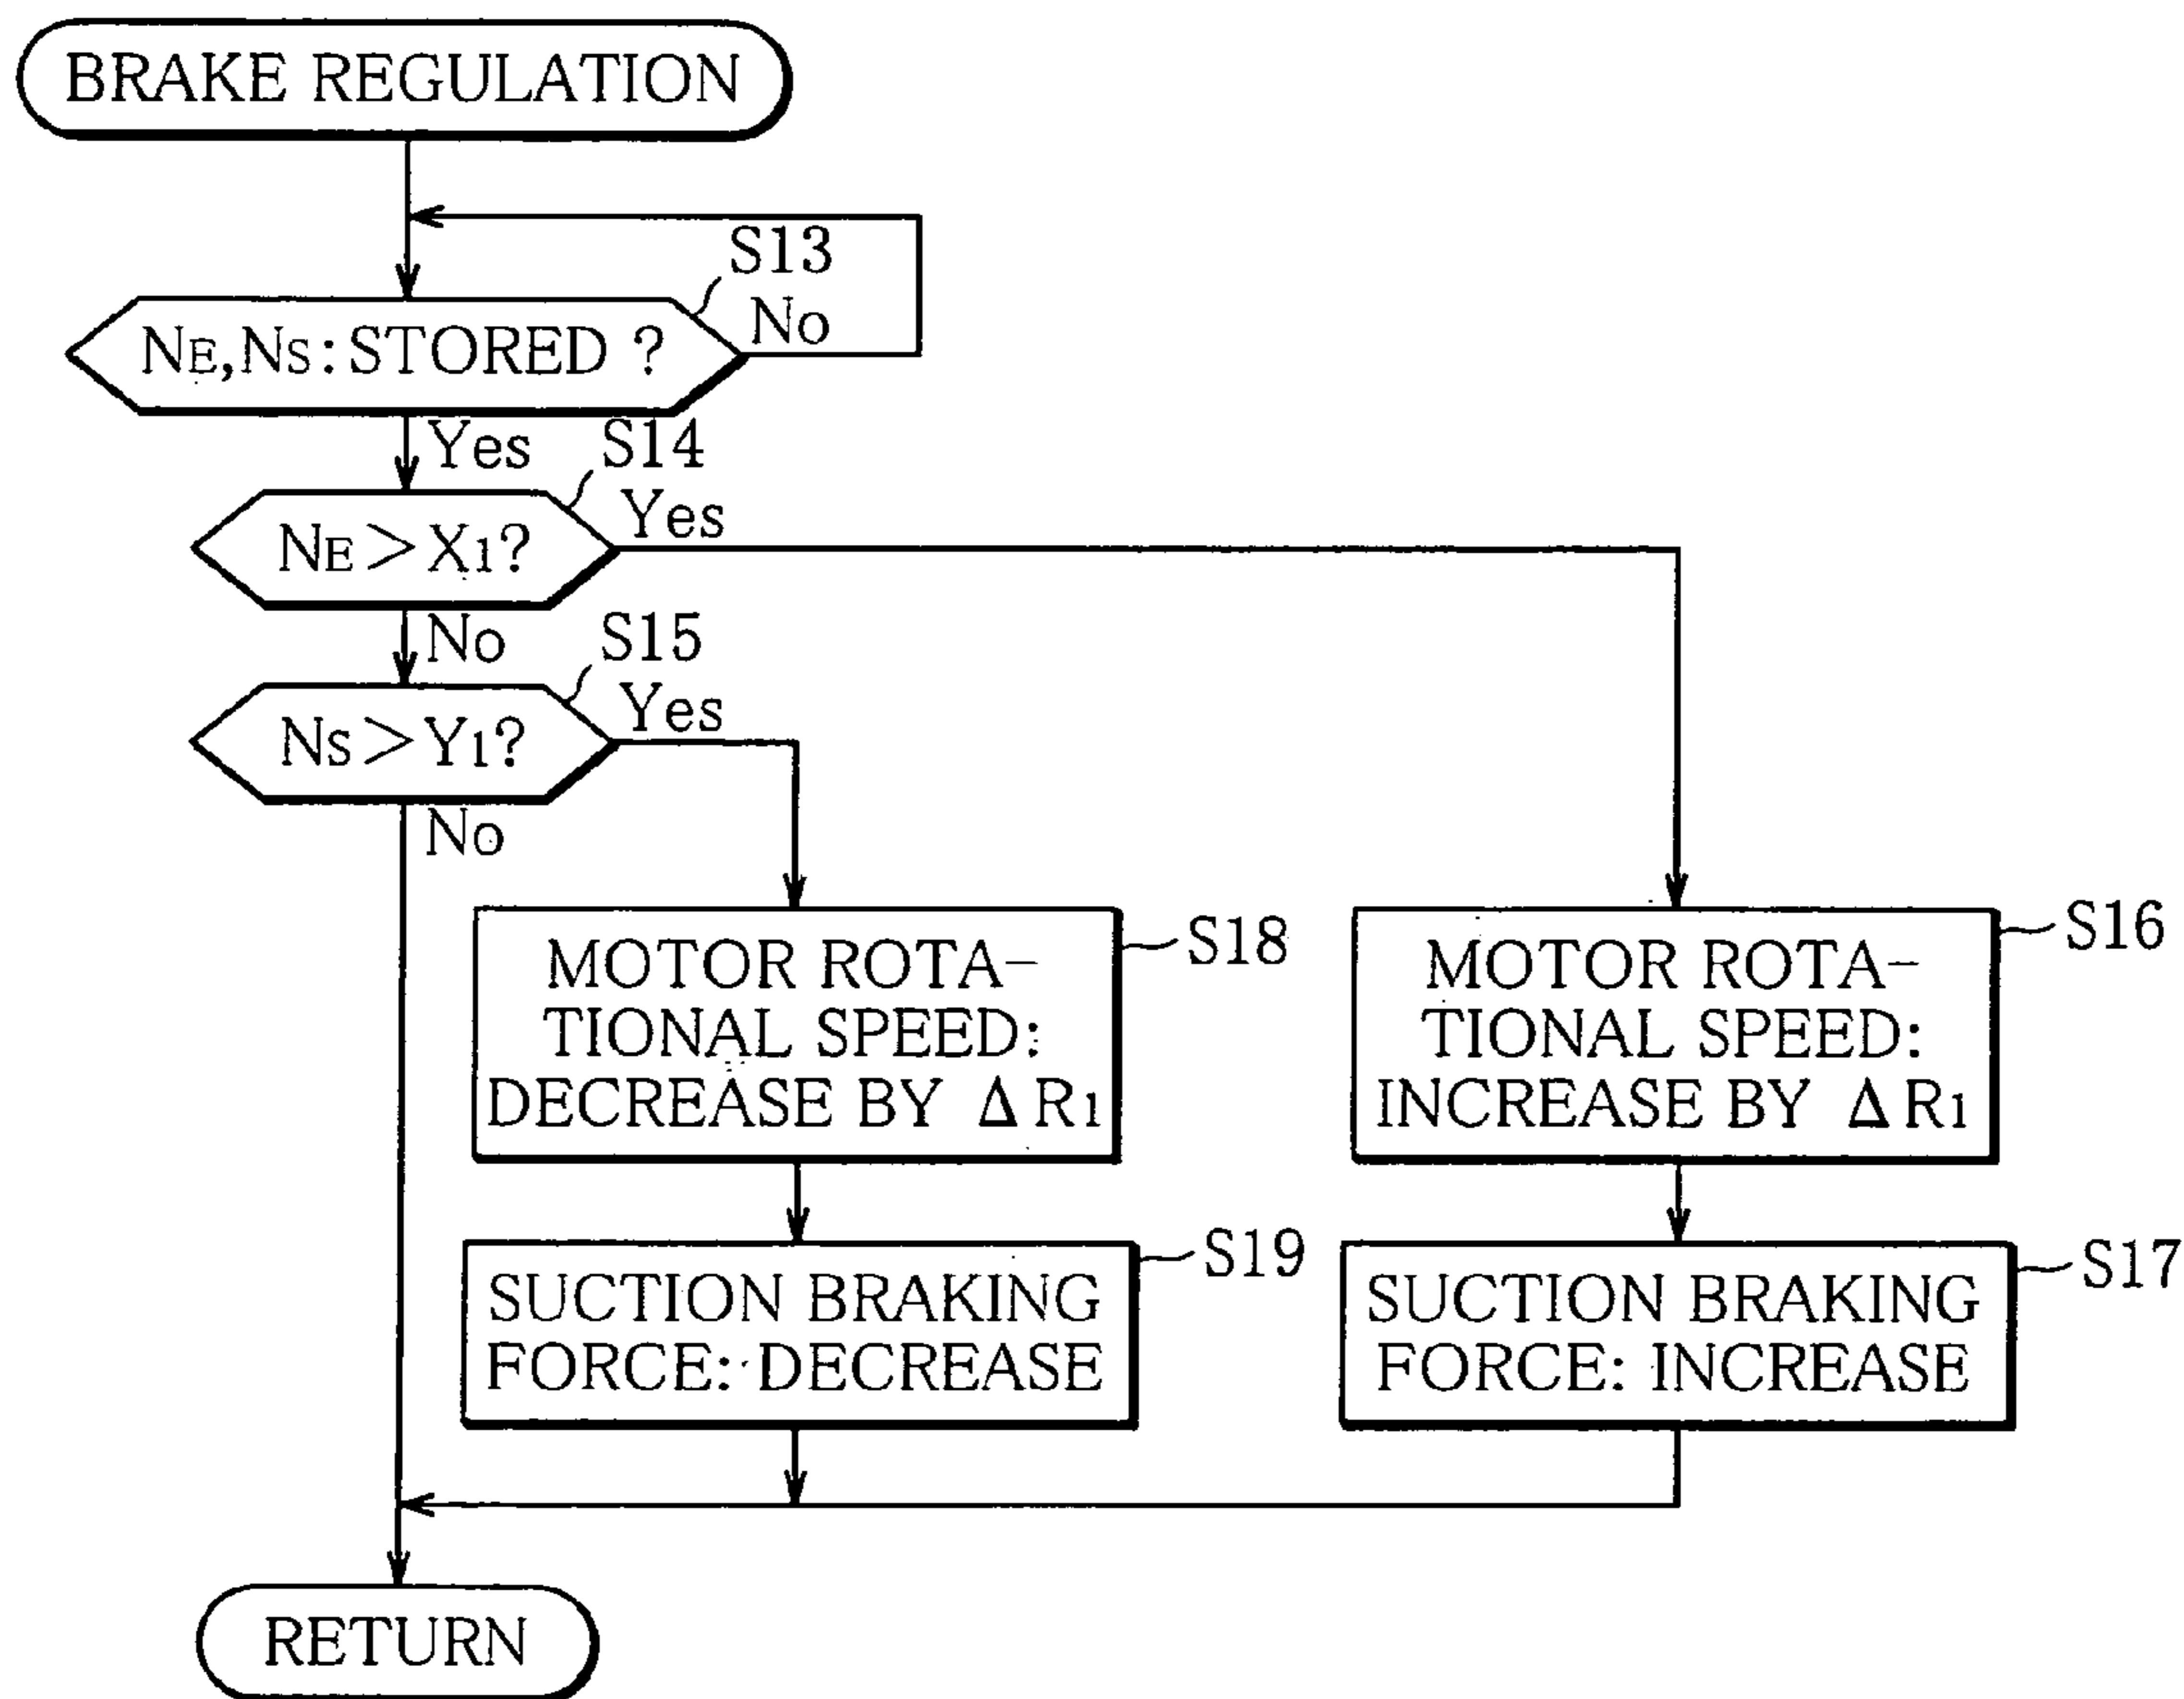 BRAKE REGULATION
S13
No
NE,NS:STORED ?
Yes
S14
Yes
NE>X1?
No
S15
Yes
NS>Y1?
No
S18
MOTOR ROTA-
TIONAL SPEED:
DECREASE BY Δ R1
S16
MOTOR ROTA-
TIONAL SPEED:
INCREASE BY Δ R1
S19
SUCTION BRAKING
FORCE: DECREASE
S17
SUCTION BRAKING
FORCE: INCREASE
RETURN